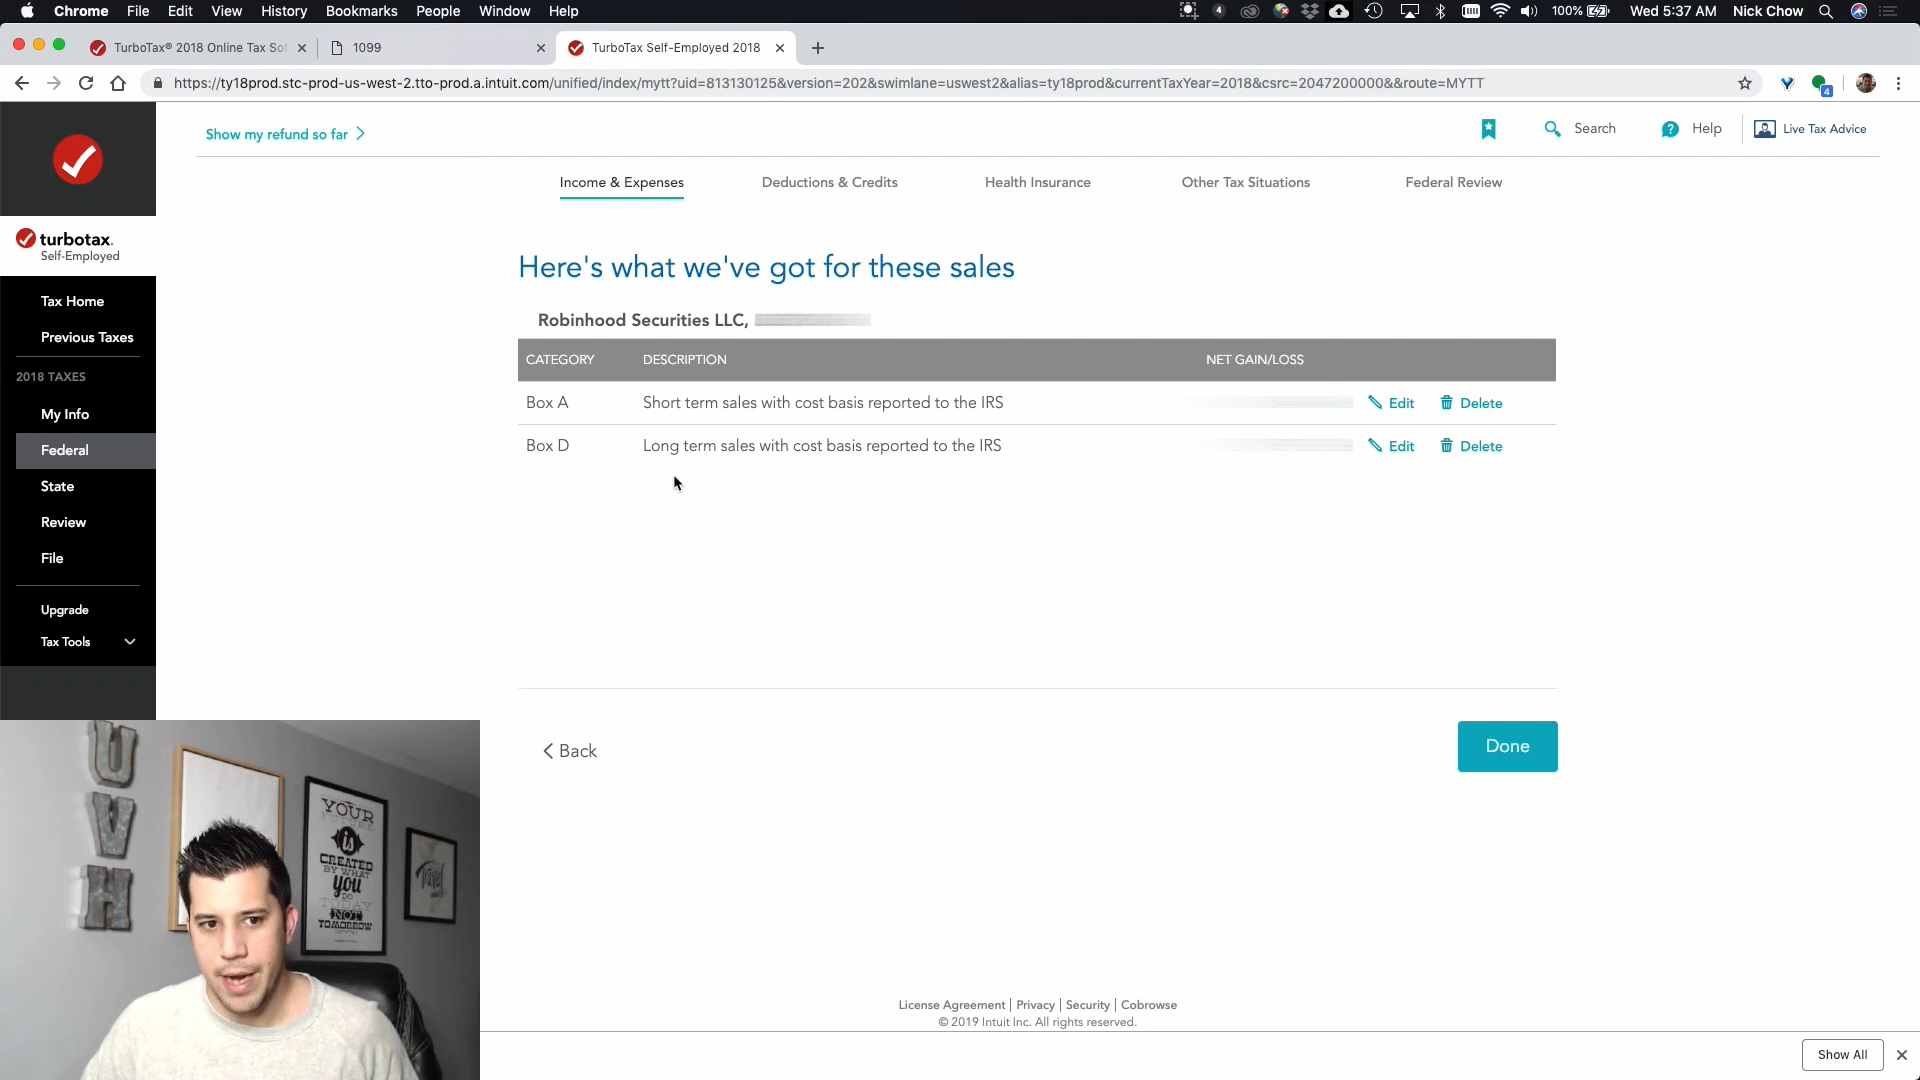 Chrome File Edit View History Bookmarks People Window Help 4 100% Wed 5:37 AM Nick Chow
TurboTax® 2018 Online Tax Sof 1099 TurboTax Self-Employed 2018
https://ty18prod.stc-prod-us-west-2.tto-prod.a.intuit.com/unified/index/mytt?uid=813130125&version=202&swimlane=uswest2&alias=ty18prod&currentTaxYear=2018&csrc=2047200000&&route=MYTT 4
Show my refund so far
Search Help Live Tax Advice
Income & Expenses Deductions & Credits Health Insurance Other Tax Situations Federal Review
turbotax.
Self-Employed
Tax Home
Previous Taxes
2018 TAXES
My Info
Federal
State
Review
File
Upgrade
Tax Tools
Here's what we've got for these sales
Robinhood Securities LLC,
CATEGORY DESCRIPTION NET GAIN/LOSS
Box A Short term sales with cost basis reported to the IRS Edit Delete
Box D Long term sales with cost basis reported to the IRS Edit Delete
Back
Done
License Agreement | Privacy | Security | Cobrowse
© 2019 Intuit Inc. All rights reserved.
Show All
U
V
H
YOUR
FUTURE
is
CREATED
BY WHAT
you
DO
TODAY
NOT
TOMORROW
Travel